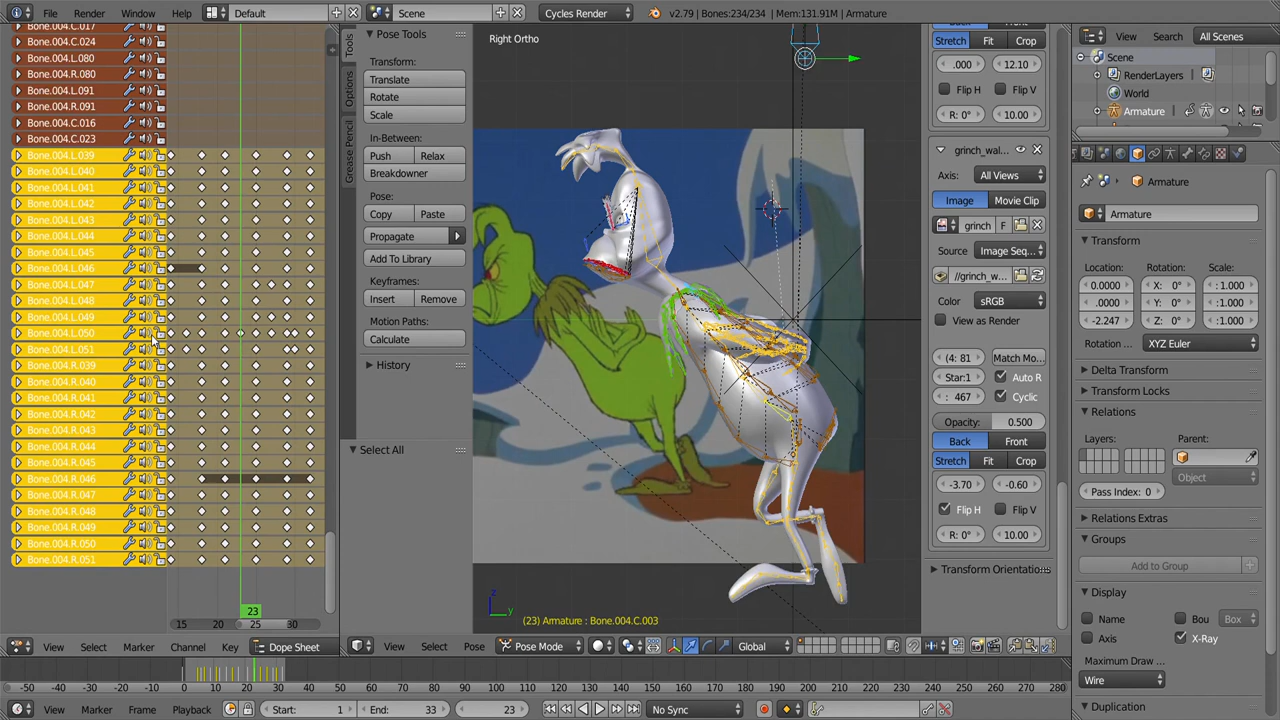 File Render Window Help Default Scene Cycles Render v2.79 | Bones:234/234 | Mem:131.91M | Armature
Bone.004.C.017
Bone.004.C.024
Bone.004.L.080
Bone.004.R.080
Bone.004.L.091
Bone.004.R.091
Bone.004.C.016
Bone.004.C.023
Bone.004.L.039
Bone.004.L.040
Bone.004.L.041
Bone.004.L.042
Bone.004.L.043
Bone.004.L.044
Bone.004.L.045
Bone.004.L.046
Bone.004.L.047
Bone.004.L.048
Bone.004.L.049
Bone.004.L.050
Bone.004.L.051
Bone.004.R.039
Bone.004.R.040
Bone.004.R.041
Bone.004.R.042
Bone.004.R.043
Bone.004.R.044
Bone.004.R.045
Bone.004.R.046
Bone.004.R.047
Bone.004.R.048
Bone.004.R.049
Bone.004.R.050
Bone.004.R.051
23
15 20 25 30
View Select Marker Channel Key Dope Sheet
Tools
Options
Grease Pencil
Pose Tools
Transform:
Translate
Rotate
Scale
In-Between:
Push Relax
Breakdowner
Pose:
Copy Paste
Propagate
Add To Library
Keyframes:
Insert Remove
Motion Paths:
Calculate
History
Select All
Right Ortho
z
y
(23) Armature : Bone.004.C.003
View Select Pose Pose Mode Global
Stretch Fit Crop
.000 12.10
Flip H Flip V
R: 0° 10.00
grinch_wal...
Axis: All Views
Image Movie Clip
grinch F
Source Image Seq...
//grinch_w...
Color sRGB
View as Render
(4: 81 Match Mo...
Star:1 Auto R
: 467 Cyclic
Opacity: 0.500
Back Front
Stretch Fit Crop
-3.70 -0.60
Flip H Flip V
R: 0° 10.00
Transform Orientatio
View Search All Scenes
Scene
RenderLayers
World
Armature
Armature
Armature
Transform
Location: Rotation: Scale:
0.0000 X: 0° :1.000
.0000 Y: 0° :1.000
-2.247 Z: 0° :1.000
Rotation ... XYZ Euler
Delta Transform
Transform Locks
Relations
Layers: Parent:
Object
Pass Index: 0
Relations Extras
Groups
Add to Group
Display
Name Bou Box
Axis X-Ray
Maximum Draw ...
Wire
Duplication
-50 -40 -30 -20 -10 0 10 20 30 40 50 60 70 80 90 100 110 120 130 140 150 160 170 180 190 200 210 220 230 240 250 260 270 280
View Marker Frame Playback Start: 1 End: 33 23 No Sync